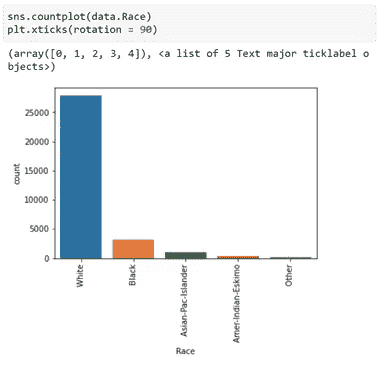 sns.countplot(data.Race)
plt.xticks(rotation = 90)
(array([0, 1, 2, 3, 4]), <a list of 5 Text major ticklabel o
bjects>)
25000
20000
15000
10000
5000
0
count
White
Black
Asian-Pac-Islander
Amer-Indian-Eskimo
Other
Race